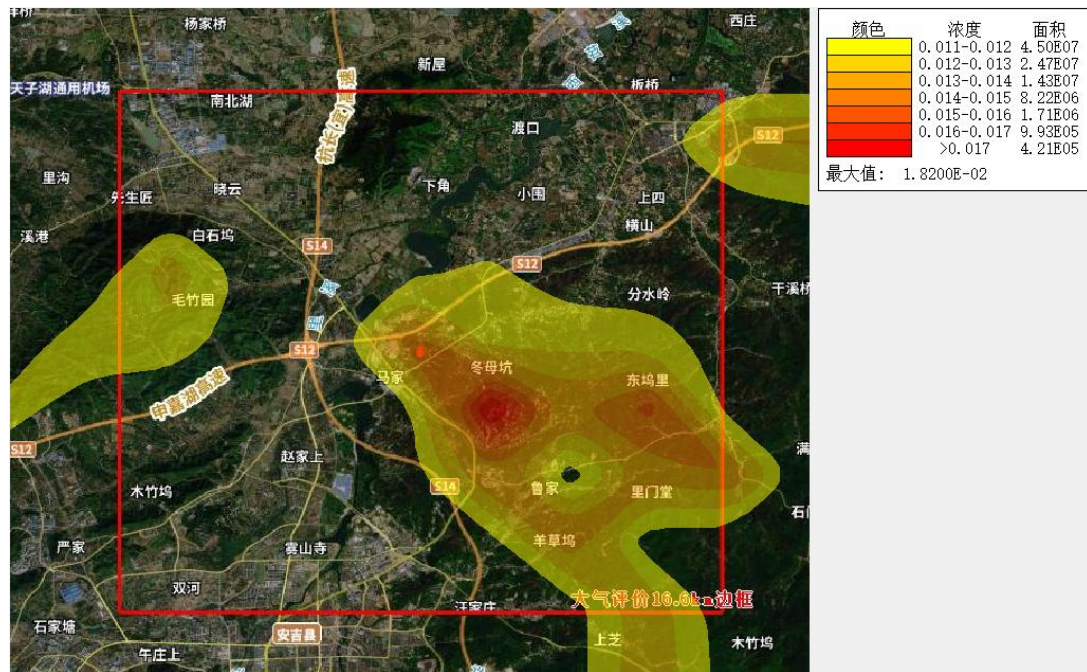 杨家桥
西庄
新屋
天子湖通用机场
南北湖
板桥
杭长(宜)高速
渡口
S12
里沟
先生匠
晓云
下角
小围
上四
横山
溪港
白石坞
S14
S12
分水岭
干溪桥
毛竹园
S12
冬母坑
马家
东坞里
申嘉湖高速
S12
赵家上
S14
鲁家
木竹坞
里门堂
严家
雾山寺
羊草坞
双河
汪家庄
大气评价16.6km边框
石家塘
安吉县
上芝
木竹坞
午庄上
颜色 浓度 面积
0.011-0.012 4.50E07
0.012-0.013 2.47E07
0.013-0.014 1.43E07
0.014-0.015 8.22E06
0.015-0.016 1.71E06
0.016-0.017 9.93E05
>0.017 4.21E05
最大值: 1.8200E-02